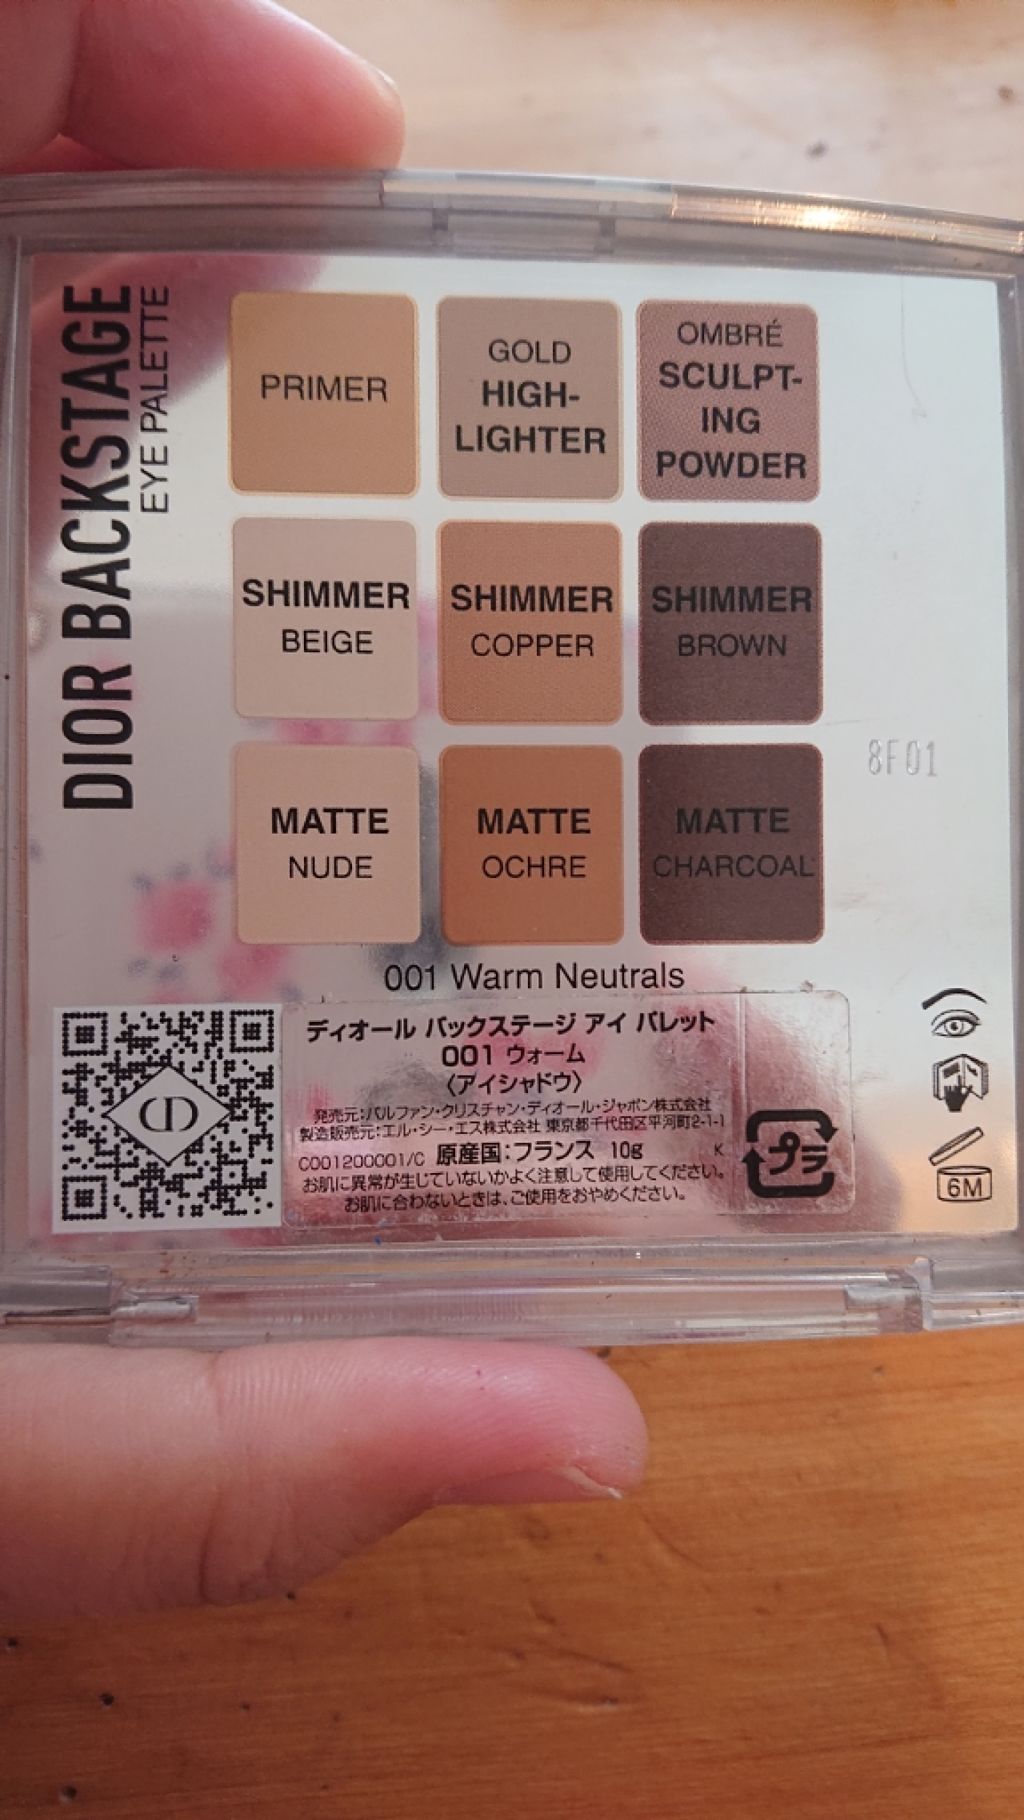 DIOR BACKSTAGE
EYE PALETTE
PRIMER
GOLD
HIGH-
LIGHTER
OMBRÉ
SCULPT-
ING
POWDER
SHIMMER
BEIGE
SHIMMER
COPPER
SHIMMER
BROWN
MATTE
NUDE
MATTE
OCHRE
MATTE
CHARCOAL
8F01
001 Warm Neutrals
CD
ディオール バックステージ アイ パレット
001 ウォーム
〈アイシャドウ〉
発売元:パルファン・クリスチャン・ディオール・ジャポン株式会社
製造販売元:エル・シー・エス株式会社 東京都千代田区平河町2-1-1
C001200001/C 原産国:フランス 10g K
お肌に異常が生じていないかよく注意して使用してください。
お肌に合わないときは、ご使用をおやめください。
プラ
6M